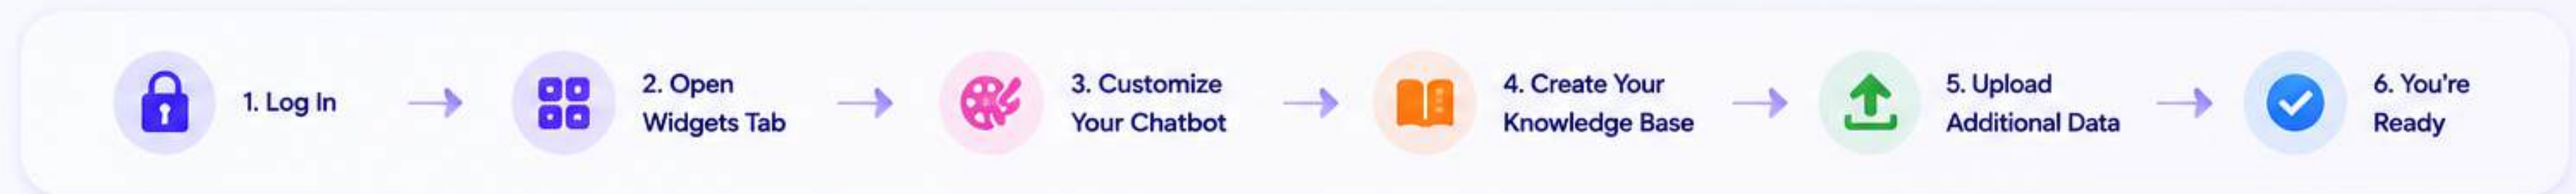 1. Log In
2. Open
Widgets Tab
3. Customize
Your Chatbot
4. Create Your
Knowledge Base
5. Upload
Additional Data
6. You're
Ready